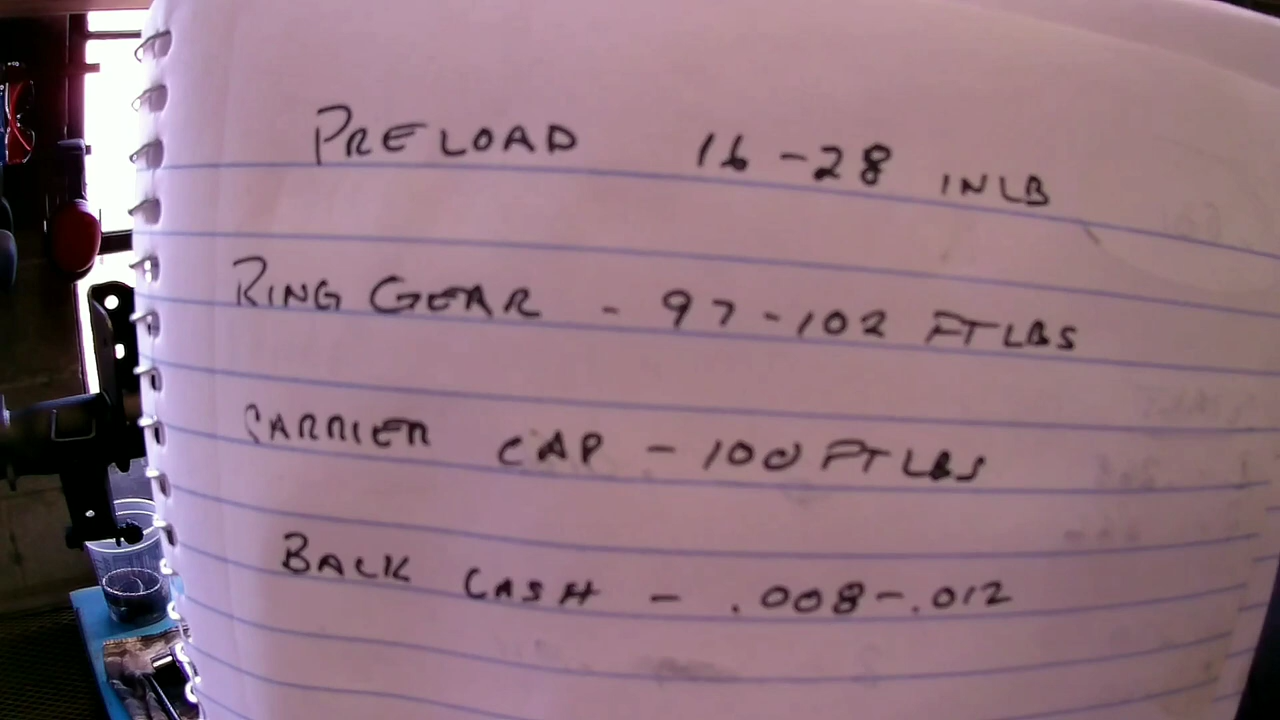 PRELOAD 16-28 INLB
RING GEAR - 97-102 FTLBS
CARRIER CAP - 100 FTLBS
BACK LASH - .008-.012